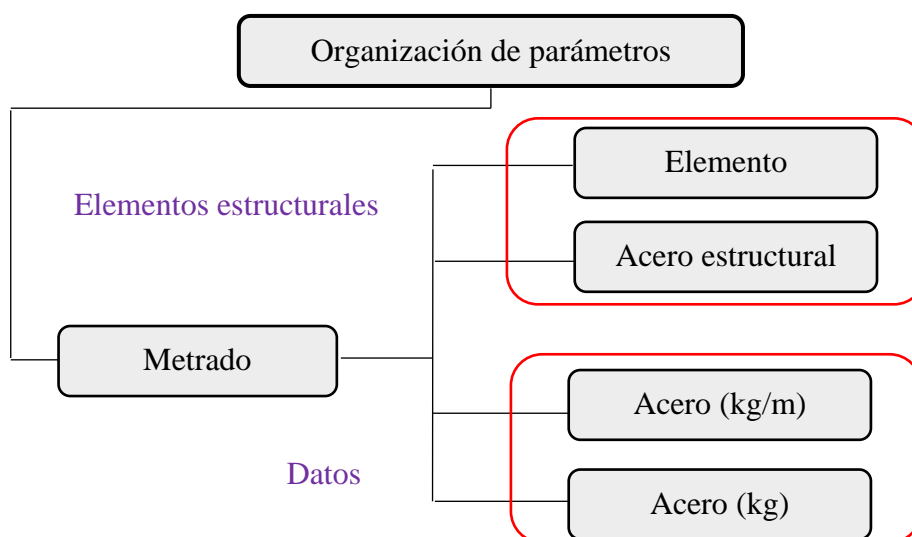 Organización de parámetros
Elemento
Elementos estructurales
Acero estructural
Metrado
Acero (kg/m)
Datos
Acero (kg)